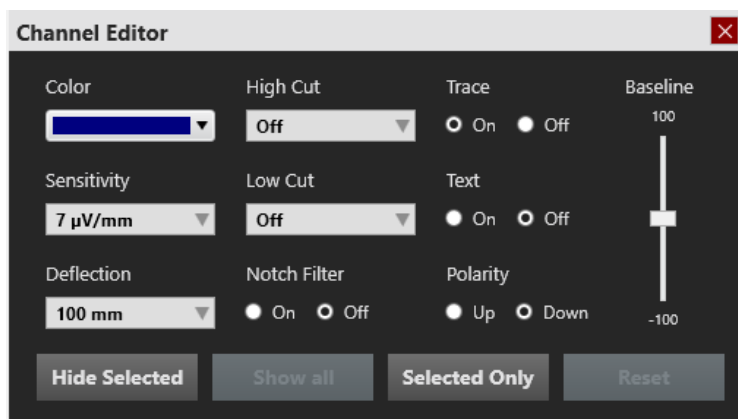 Channel Editor
Color
High Cut
Trace
Baseline
Off
On
Off
100
Sensitivity
Low Cut
Text
7 µV/mm
Off
On
Off
Deflection
Notch Filter
Polarity
100 mm
On
Off
Up
Down
-100
Hide Selected
Show all
Selected Only
Reset